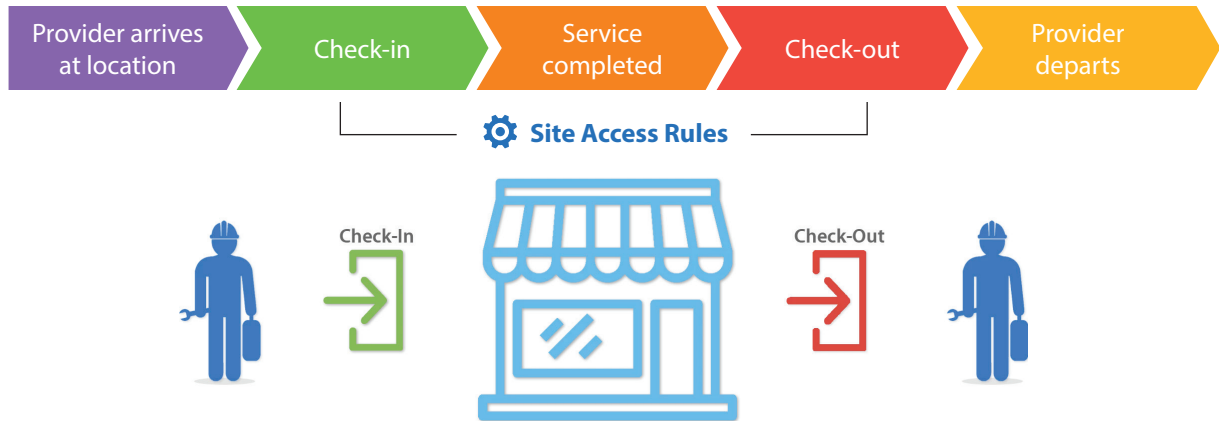 Provider arrives
at location
Check-in
Service
completed
Check-out
Provider
departs
Site Access Rules
Check-In
Check-Out